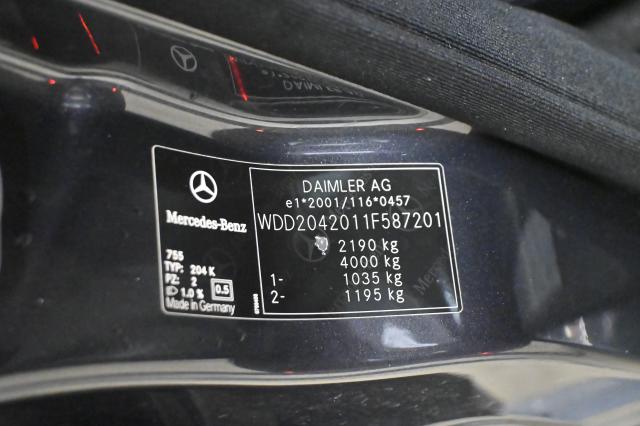 Mercedes-Benz
755
TYP: 204 K
PZ: 2
1.0 % 0.5
Made in Germany
DAIMLER AG
e1*2001/116*0457
WDD2042011F587201
2190 kg
4000 kg
1- 1035 kg
2- 1195 kg